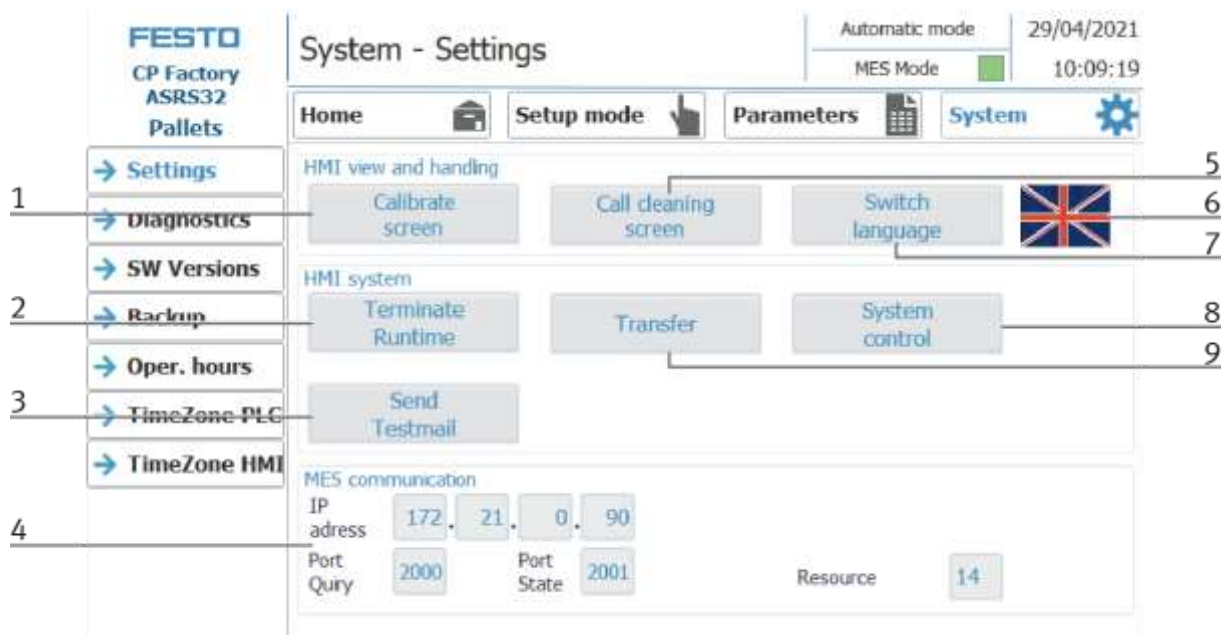 FESTO
CP Factory
ASRS32
Pallets
System - Settings
Automatic mode
MES Mode
29/04/2021
10:09:19
Home
Setup mode
Parameters
System
Settings
Diagnostics
SW Versions
Backup
Oper. hours
TimeZone PLC
TimeZone HMI
HMI view and handling
Calibrate
screen
Call cleaning
screen
Switch
language
HMI system
Terminate
Runtime
Transfer
System
control
Send
Testmail
MES communication
IP
adress
172 . 21 . 0 . 90
Port
Quiry
2000
Port
State
2001
Resource
14
1
2
3
4
5
6
7
8
9